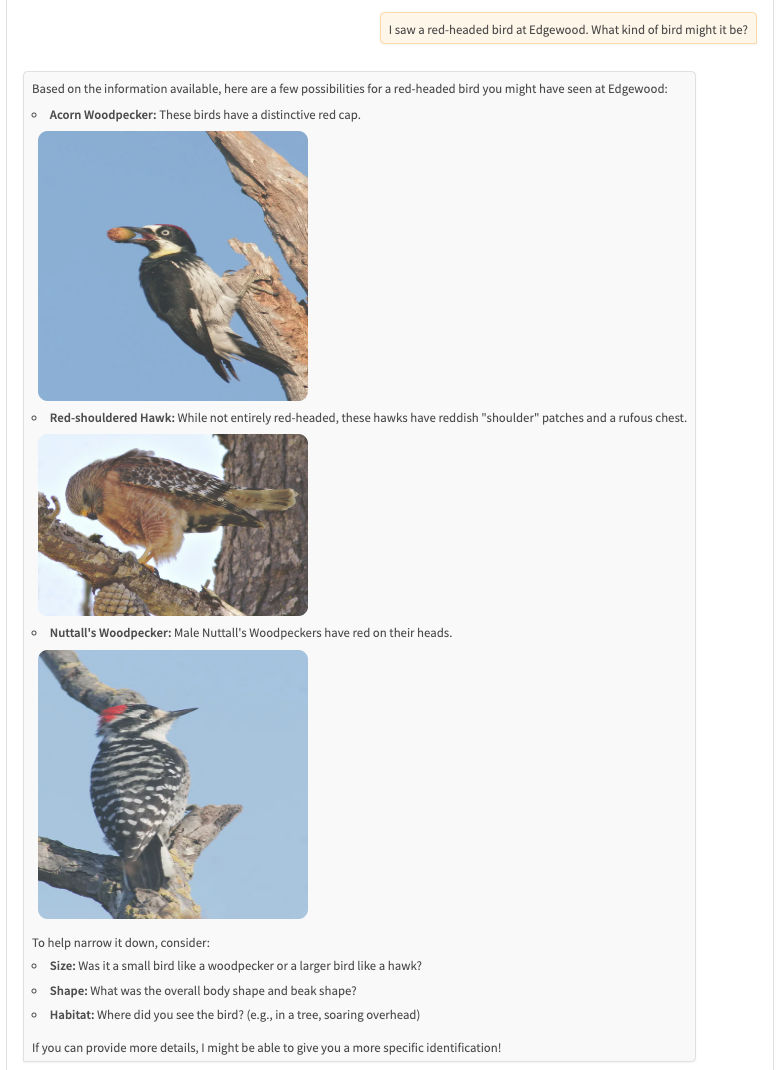 I saw a red-headed bird at Edgewood. What kind of bird might it be?
Based on the information available, here are a few possibilities for a red-headed bird you might have seen at Edgewood:
Acorn Woodpecker: These birds have a distinctive red cap.
Red-shouldered Hawk: While not entirely red-headed, these hawks have reddish "shoulder" patches and a rufous chest.
Nuttall's Woodpecker: Male Nuttall's Woodpeckers have red on their heads.
To help narrow it down, consider:
Size: Was it a small bird like a woodpecker or a larger bird like a hawk?
Shape: What was the overall body shape and beak shape?
Habitat: Where did you see the bird? (e.g., in a tree, soaring overhead)
If you can provide more details, I might be able to give you a more specific identification!